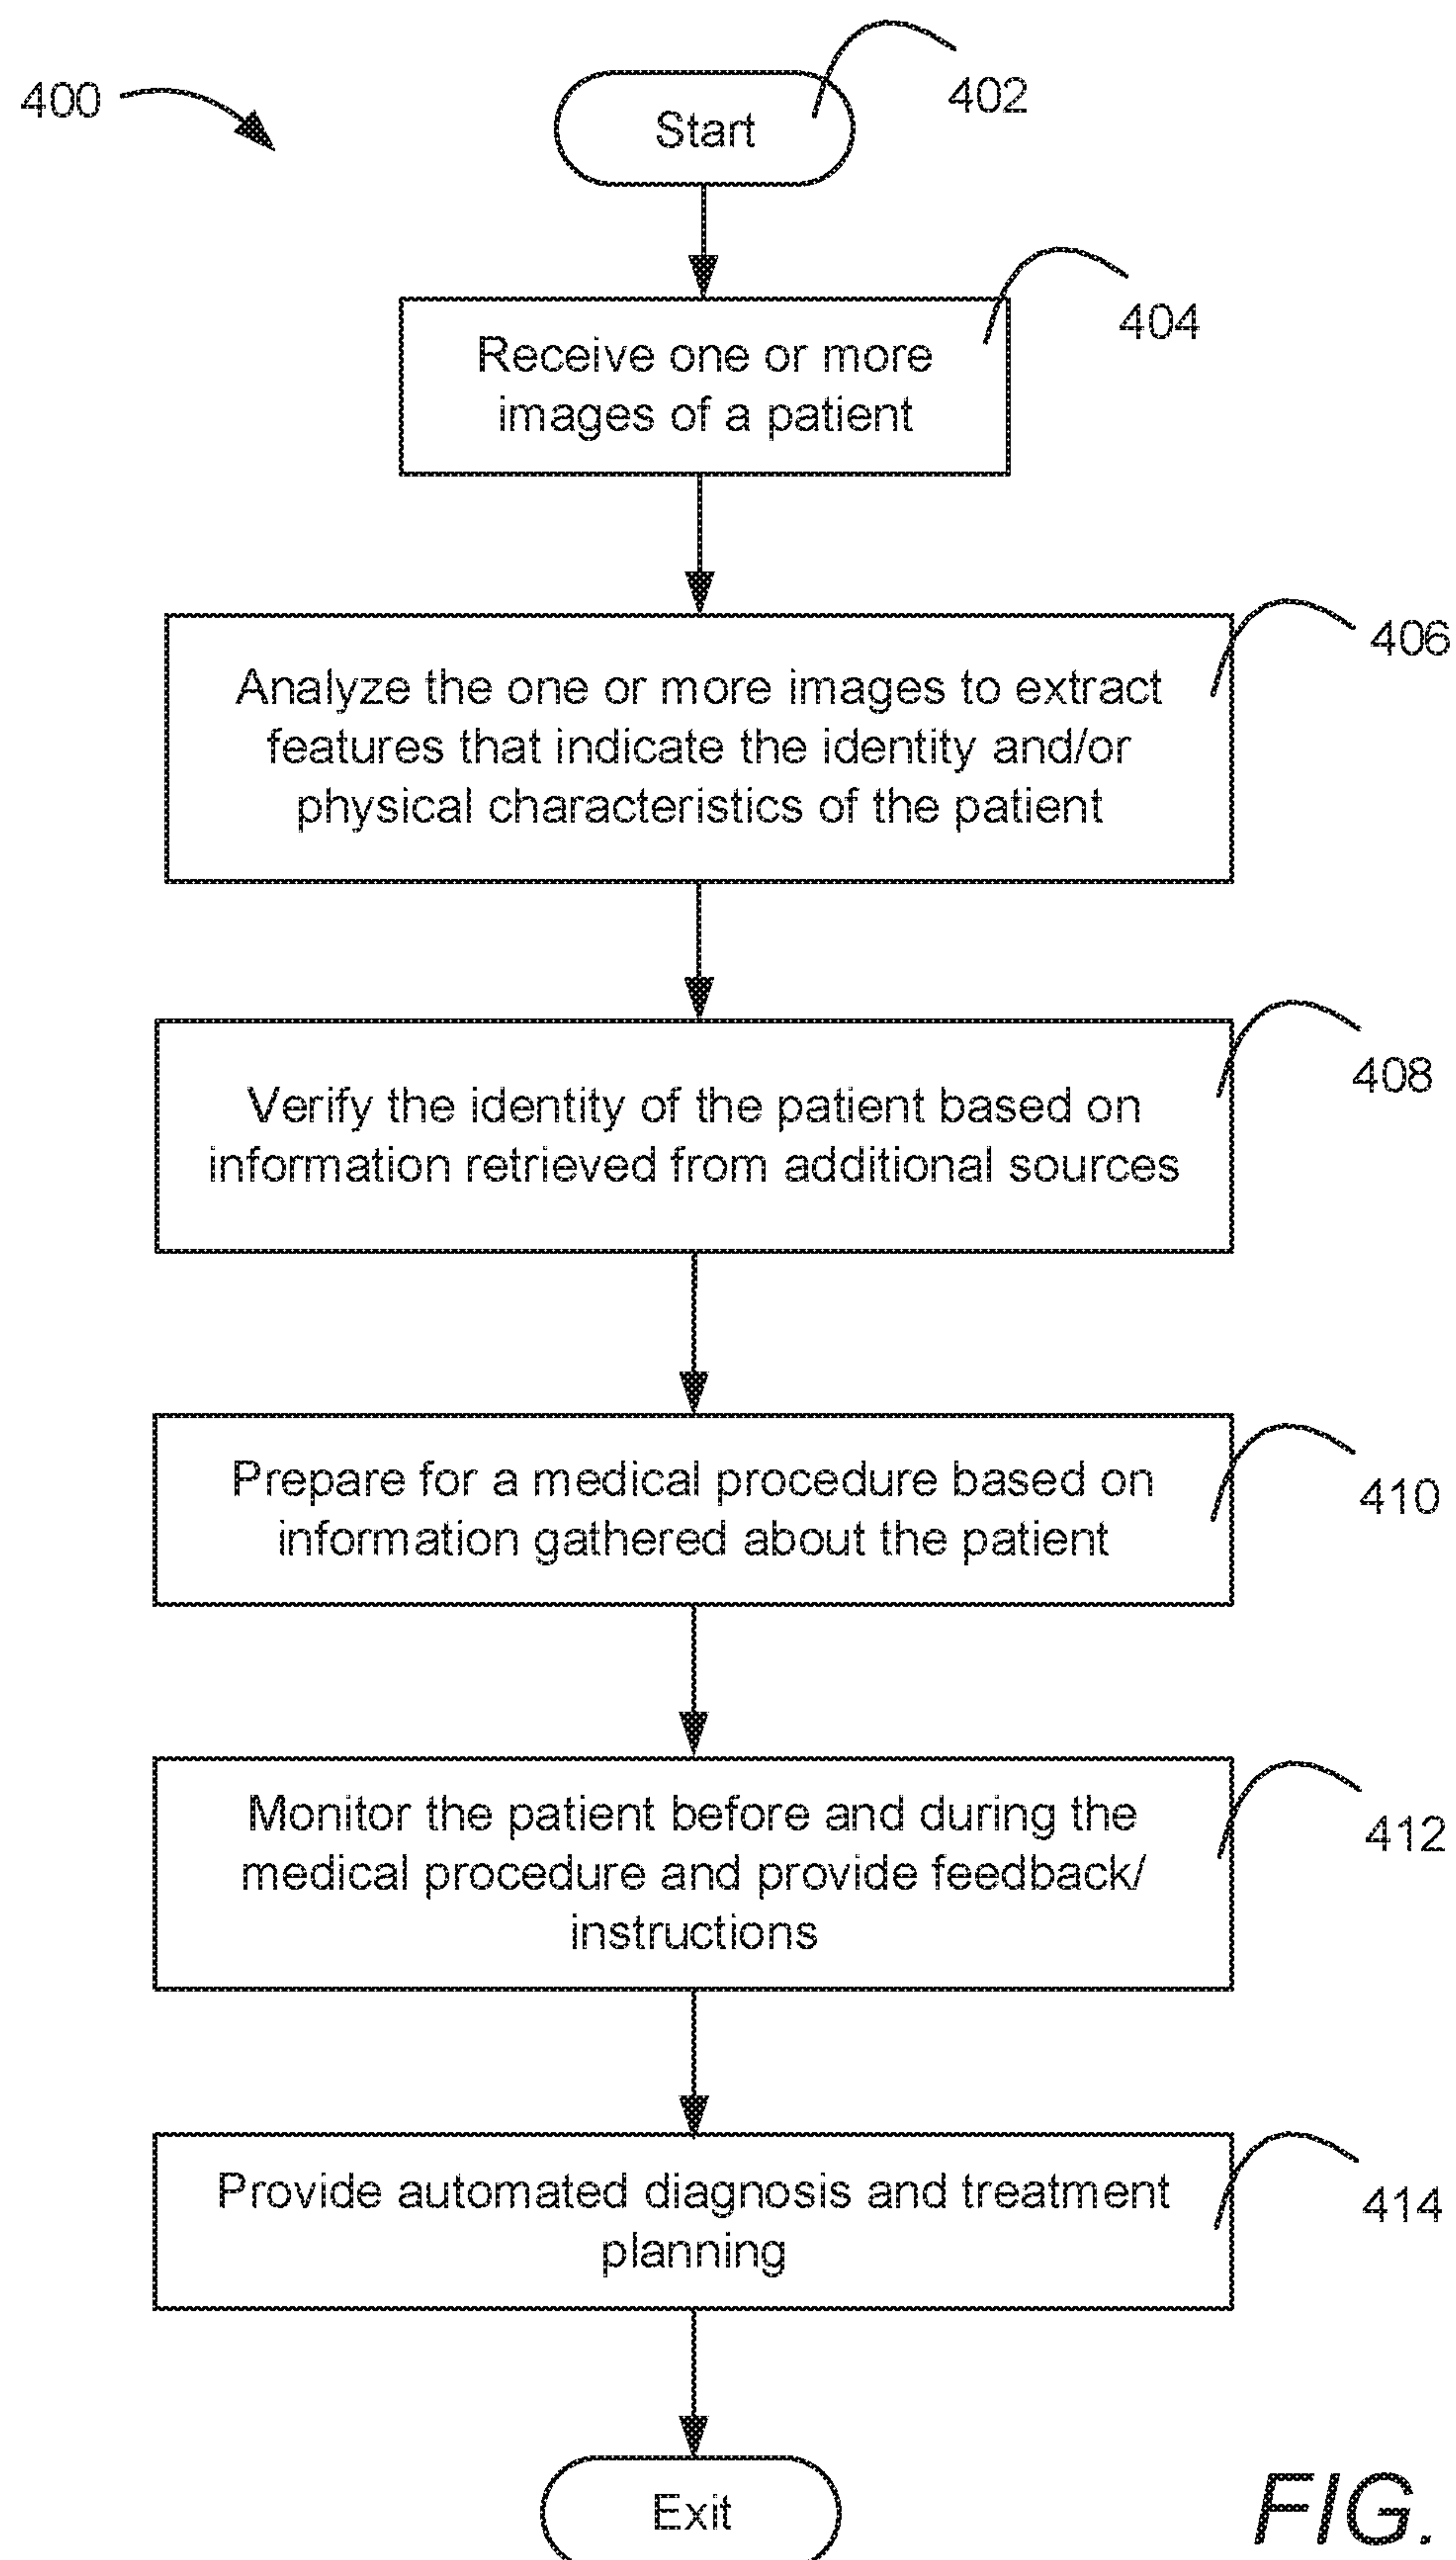 400
402
Start
404
Receive one or more
images of a patient
406
Analyze the one or more images to extract
features that indicate the identity and/or
physical characteristics of the patient
408
Verify the identity of the patient based on
information retrieved from additional sources
410
Prepare for a medical procedure based on
information gathered about the patient
412
Monitor the patient before and during the
medical procedure and provide feedback/
instructions
414
Provide automated diagnosis and treatment
planning
Exit
FIG.